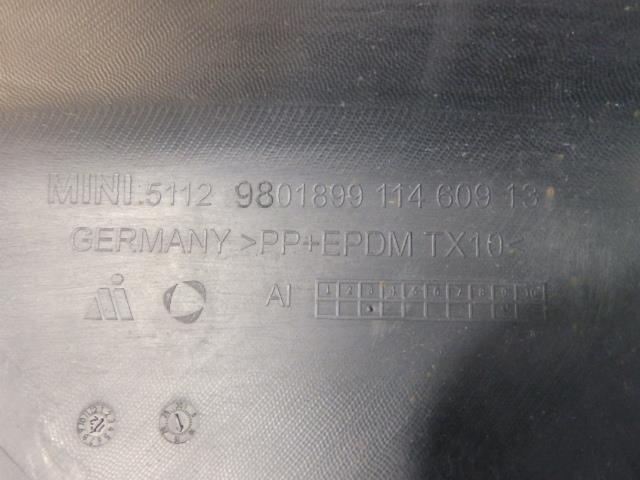 MINI 5112 9801899 114 609 13
GERMANY >PP+EPDM TX10<
AI 1 2 3 4 5 6 7 8 9 10